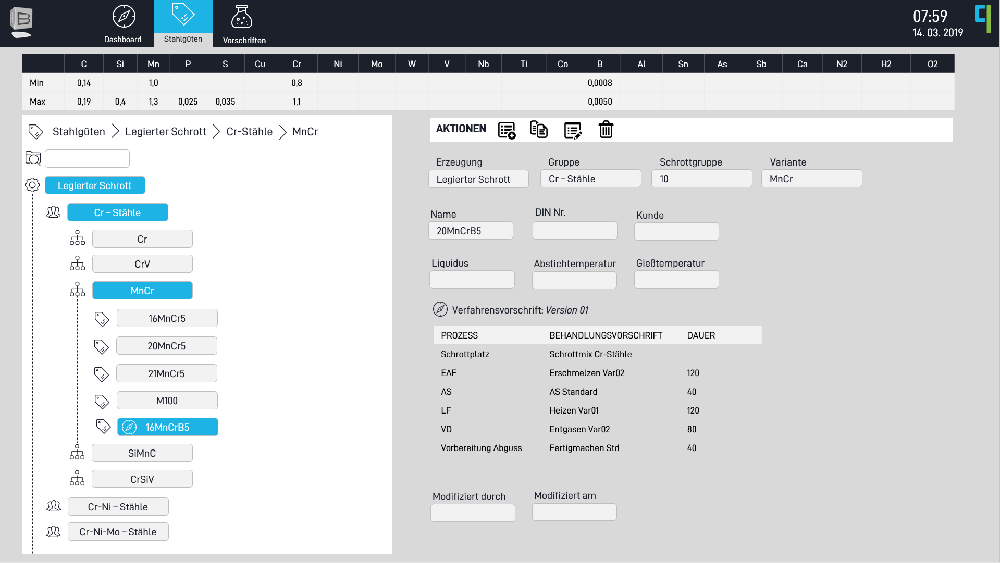 B
Dashboard
Stahlgüten
Vorschriften
07:59
14. 03. 2019
C Si Mn P S Cu Cr Ni Mo W V Nb Ti Co B Al Sn As Sb Ca N2 H2 O2
Min 0,14 1,0 0,8 0,0008
Max 0,19 0,4 1,3 0,025 0,035 1,1 0,0050
Stahlgüten Legierter Schrott Cr-Stähle MnCr
Legierter Schrott
Cr – Stähle
Cr
CrV
MnCr
16MnCr5
20MnCr5
21MnCr5
M100
16MnCrB5
SiMnC
CrSiV
Cr-Ni – Stähle
Cr-Ni-Mo – Stähle
AKTIONEN
Erzeugung Gruppe Schrottgruppe Variante
Legierter Schrott Cr – Stähle 10 MnCr
Name DIN Nr. Kunde
20MnCrB5
Liquidus Abstichtemperatur Gießtemperatur
Verfahrensvorschrift: Version 01
PROZESS BEHANDLUNGSVORSCHRIFT DAUER
Schrottplatz Schrottmix Cr-Stähle
EAF Erschmelzen Var02 120
AS AS Standard 40
LF Heizen Var01 120
VD Entgasen Var02 80
Vorbereitung Abguss Fertigmachen Std 40
Modifiziert durch Modifiziert am